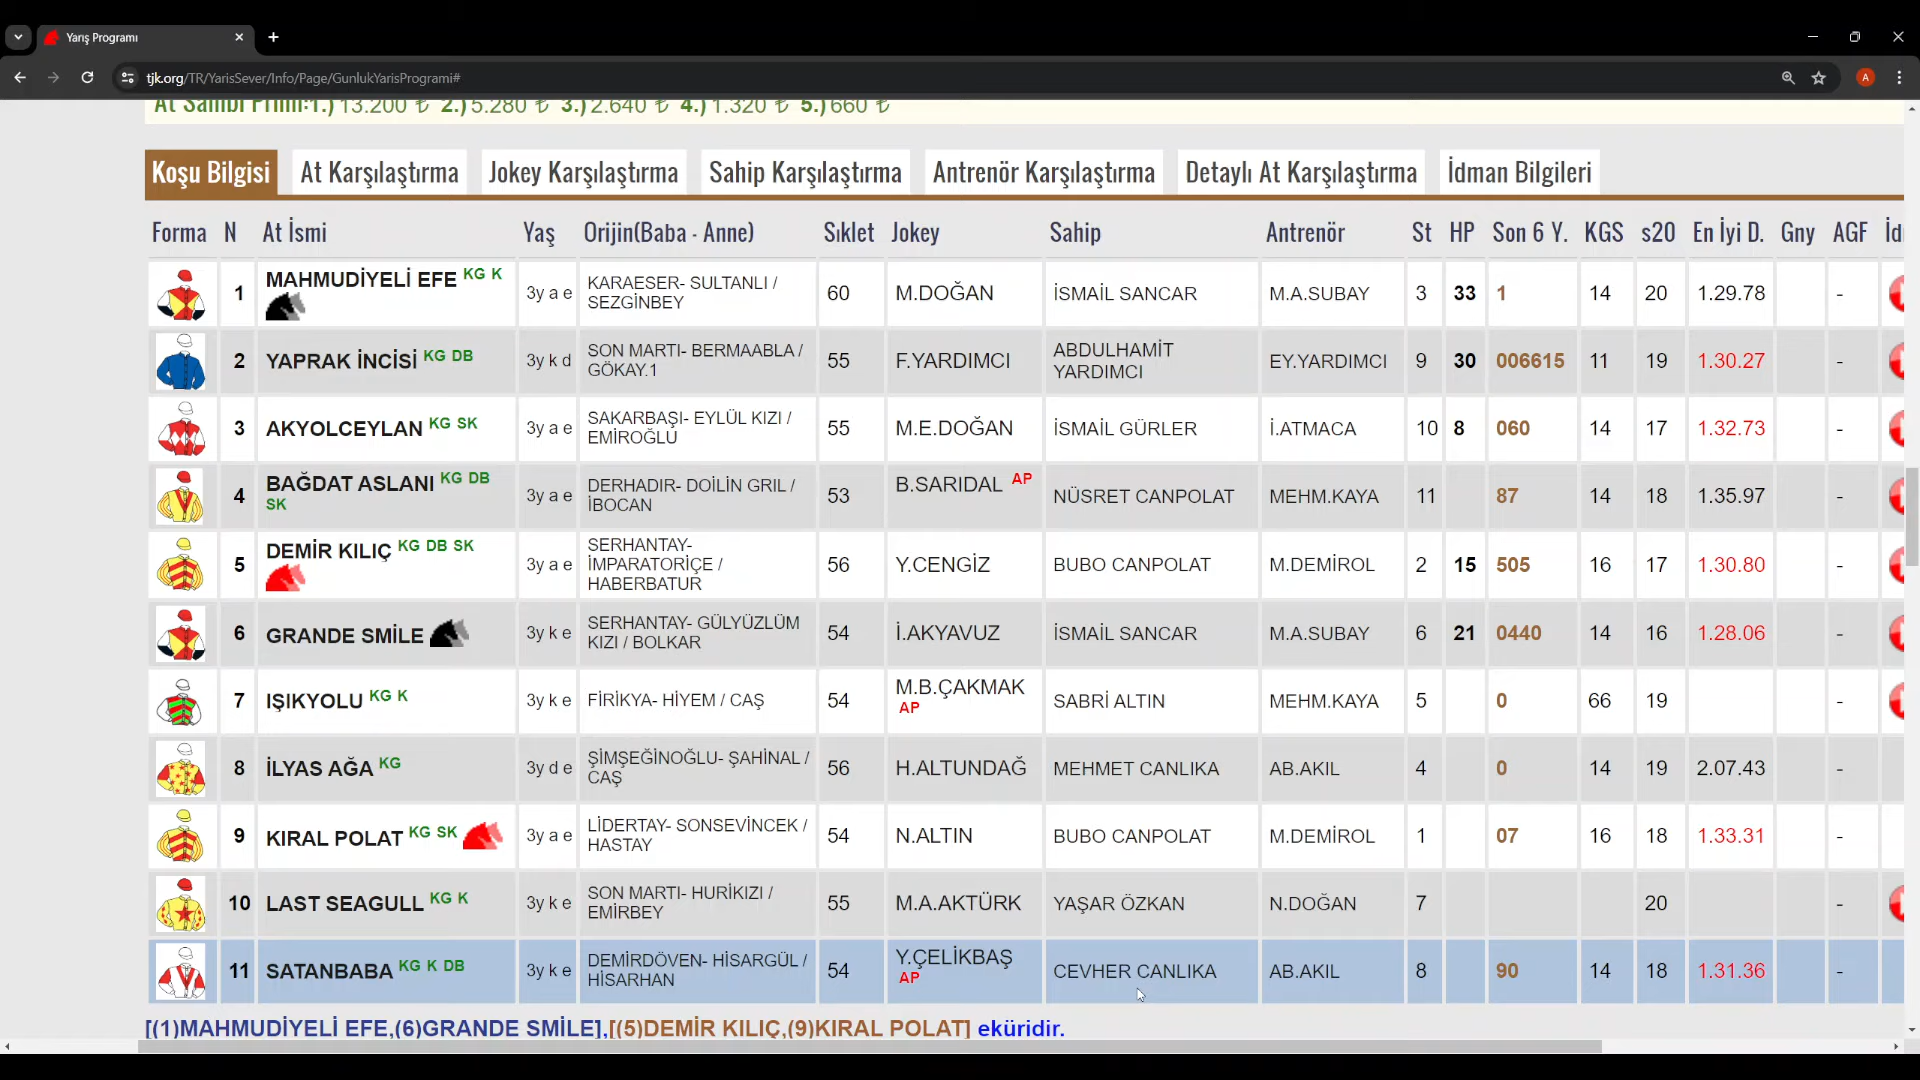 Yarış Programı
tjk.org/TR/YarisSever/Info/Page/GunlukYarisProgrami#
A
At Sahibi Primi:1.) 13.200 ₺ 2.) 5.280 ₺ 3.) 2.640 ₺ 4.) 1.320 ₺ 5.) 660 ₺
Koşu Bilgisi At Karşılaştırma Jokey Karşılaştırma Sahip Karşılaştırma Antrenör Karşılaştırma Detaylı At Karşılaştırma İdman Bilgileri
Forma N At İsmi Yaş Orijin(Baba - Anne) Sıklet Jokey Sahip Antrenör St HP Son 6 Y. KGS s20 En İyi D. Gny AGF
1 MAHMUDİYELİ EFE KG K 3y a e KARAESER- SULTANLI / SEZGİNBEY 60 M.DOĞAN İSMAİL SANCAR M.A.SUBAY 3 33 1 14 20 1.29.78
2 YAPRAK İNCİSİ KG DB 3y k d SON MARTI- BERMAABLA / GÖKAY.1 55 F.YARDIMCI ABDULHAMİT YARDIMCI EY.YARDIMCI 9 30 006615 11 19 1.30.27 -
3 AKYOLCEYLAN KG SK 3y a e SAKARBAŞI- EYLÜL KIZI / EMİROĞLU 55 M.E.DOĞAN İSMAİL GÜRLER İ.ATMACA 10 8 060 14 17 1.32.73 -
4 BAĞDAT ASLANI KG DB SK 3y a e DERHADIR- DOİLİN GRIL / İBOCAN 53 B.SARIDAL AP NÜSRET CANPOLAT MEHM.KAYA 11 87 14 18 1.35.97 -
5 DEMİR KILIÇ KG DB SK 3y a e SERHANTAY- İMPARATORİÇE / HABERBATUR 56 Y.CENGİZ BUBO CANPOLAT M.DEMİROL 2 15 505 16 17 1.30.80 -
6 GRANDE SMİLE 3y k e SERHANTAY- GÜLYÜZLÜM KIZI / BOLKAR 54 İ.AKYAVUZ İSMAİL SANCAR M.A.SUBAY 6 21 0440 14 16 1.28.06 -
7 IŞIKYOLU KG K 3y k e FİRİKYA- HİYEM / CAŞ 54 M.B.ÇAKMAK AP SABRİ ALTIN MEHM.KAYA 5 0 66 19 -
8 İLYAS AĞA KG 3y d e ŞİMŞEĞİNOĞLU- ŞAHİNAL / CAŞ 56 H.ALTUNDAĞ MEHMET CANLIKA AB.AKIL 4 0 14 19 2.07.43 -
9 KIRAL POLAT KG SK 3y a e LİDERTAY- SONSEVİNCEK / HASTAY 54 N.ALTIN BUBO CANPOLAT M.DEMİROL 1 07 16 18 1.33.31 -
10 LAST SEAGULL KG K 3y k e SON MARTI- HURİKIZI / EMİRBEY 55 M.A.AKTÜRK YAŞAR ÖZKAN N.DOĞAN 7 20 -
11 SATANBABA KG K DB 3y k e DEMİRDÖVEN- HİSARGÜL / HİSARHAN 54 Y.ÇELİKBAŞ AP CEVHER CANLIKA AB.AKIL 8 90 14 18 1.31.36 -
[(1)MAHMUDİYELİ EFE,(6)GRANDE SMİLE],[(5)DEMİR KILIÇ,(9)KIRAL POLAT] eküridir.